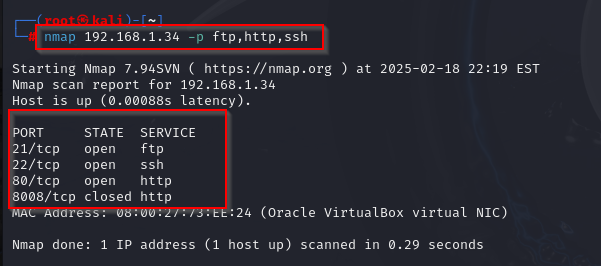 (root㉿kali)-[~]
# nmap 192.168.1.34 -p ftp,http,ssh
Starting Nmap 7.94SVN ( https://nmap.org ) at 2025-02-18 22:19 EST
Nmap scan report for 192.168.1.34
Host is up (0.00088s latency).
PORT STATE SERVICE
21/tcp open ftp
22/tcp open ssh
80/tcp open http
8008/tcp closed http
MAC Address: 08:00:27:73:EE:24 (Oracle VirtualBox virtual NIC)
Nmap done: 1 IP address (1 host up) scanned in 0.29 seconds